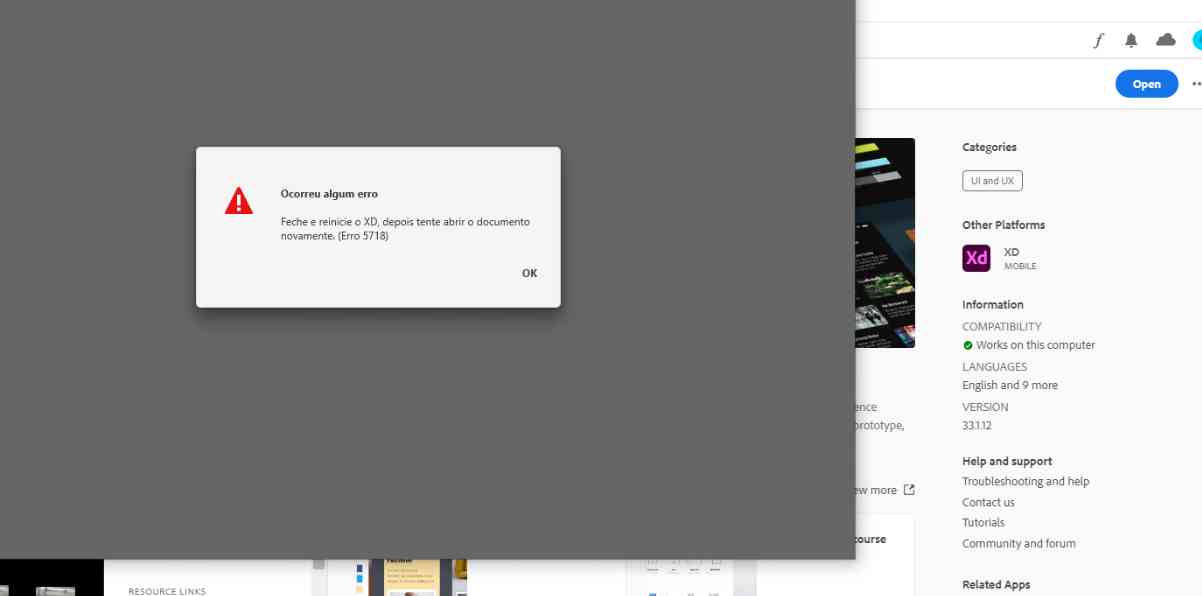 Open
Ocorreu algum erro
Feche e reinicie o XD, depois tente abrir o documento
novamente. (Erro 5718)
OK
Categories
UI and UX
Other Platforms
Xd
XD
MOBILE
Information
COMPATIBILITY
Works on this computer
LANGUAGES
English and 9 more
VERSION
33.1.12
ence
prototype,
ew more
Help and support
Troubleshooting and help
Contact us
Tutorials
Community and forum
course
Related Apps
RESOURCE LINKS